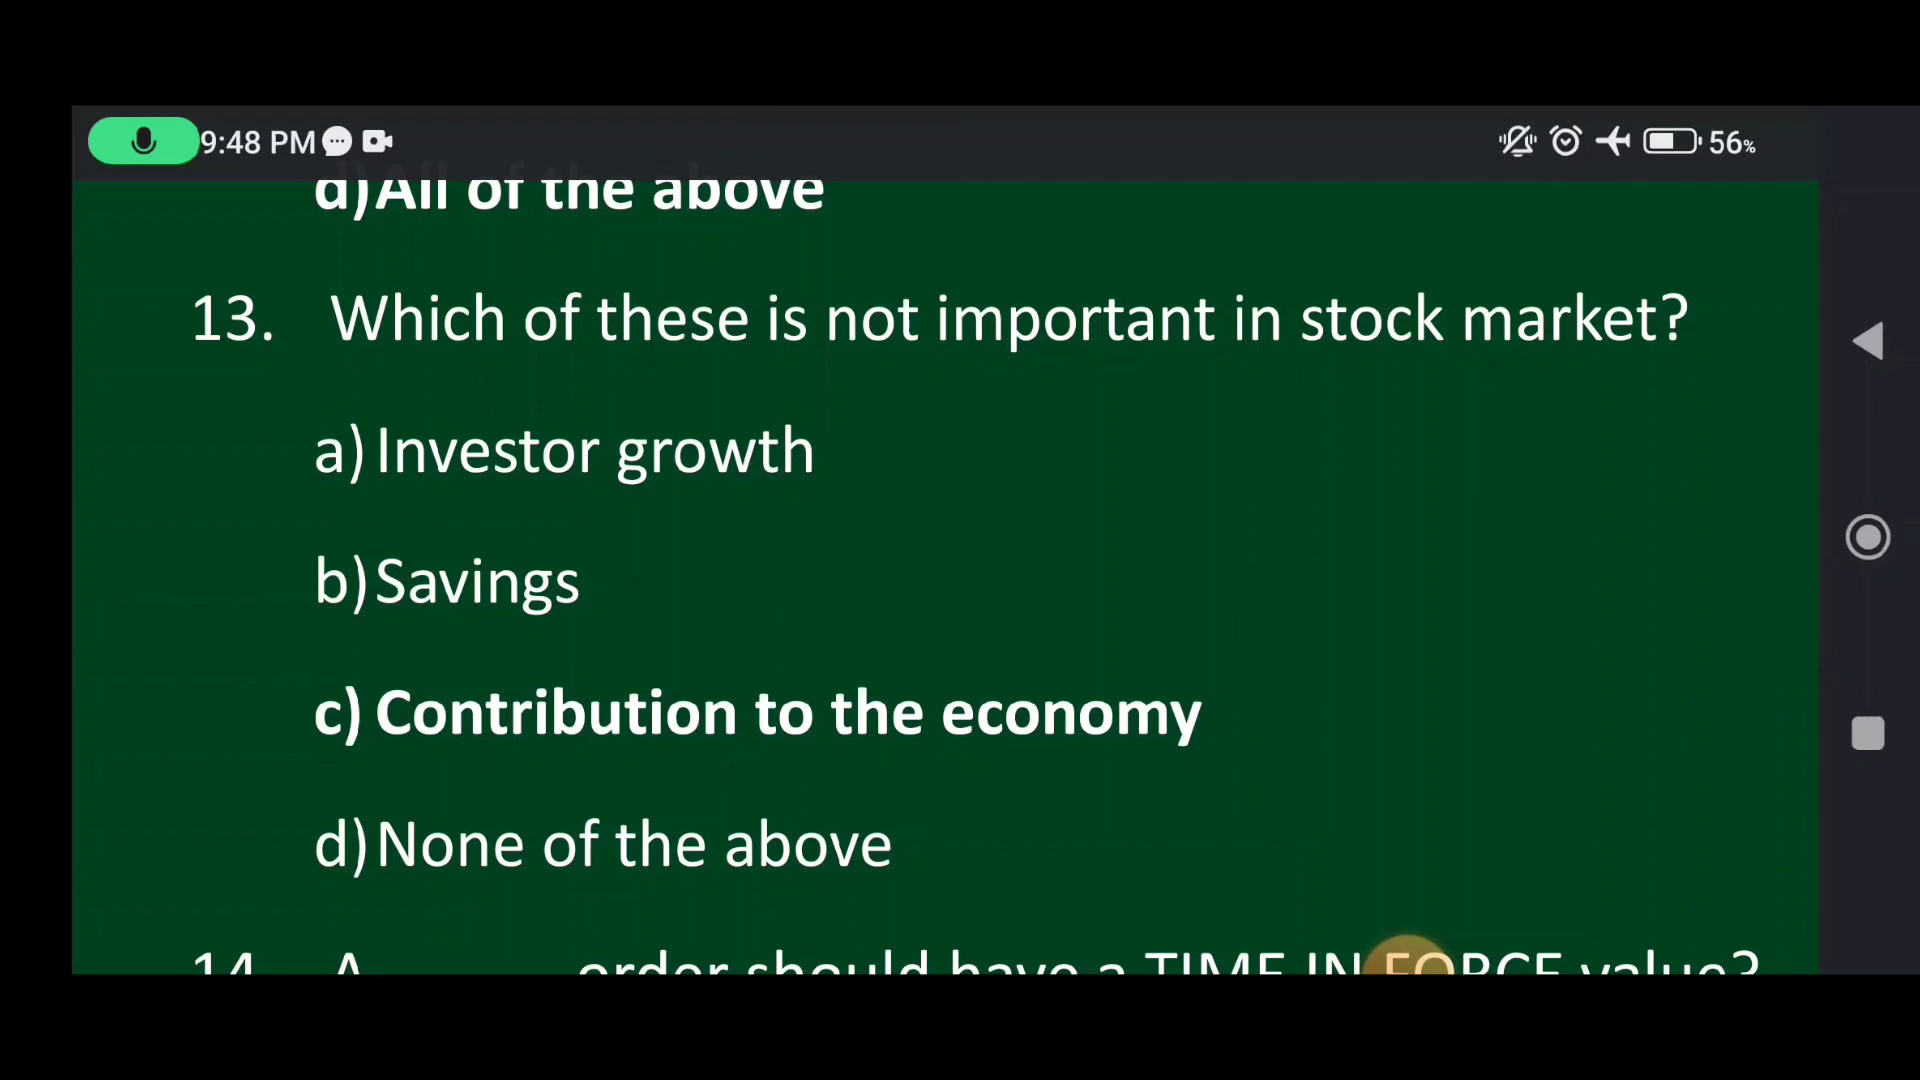 9:48 PM 56%
d) All of the above
13. Which of these is not important in stock market?
a) Investor growth
b) Savings
c) Contribution to the economy
d) None of the above
14. A order should have a TIME IN FORCE value?